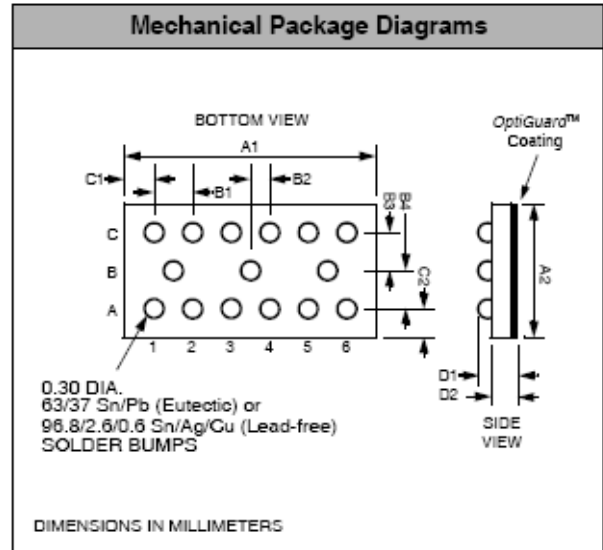 Mechanical Package Diagrams
BOTTOM VIEW
OptiGuard™
Coating
A1
C1
B1
B2
B3
B4
C2
A2
C
B
A
1 2 3 4 5 6
D1
D2
SIDE
VIEW
0.30 DIA.
63/37 Sn/Pb (Eutectic) or
96.8/2.6/0.6 Sn/Ag/Cu (Lead-free)
SOLDER BUMPS
DIMENSIONS IN MILLIMETERS